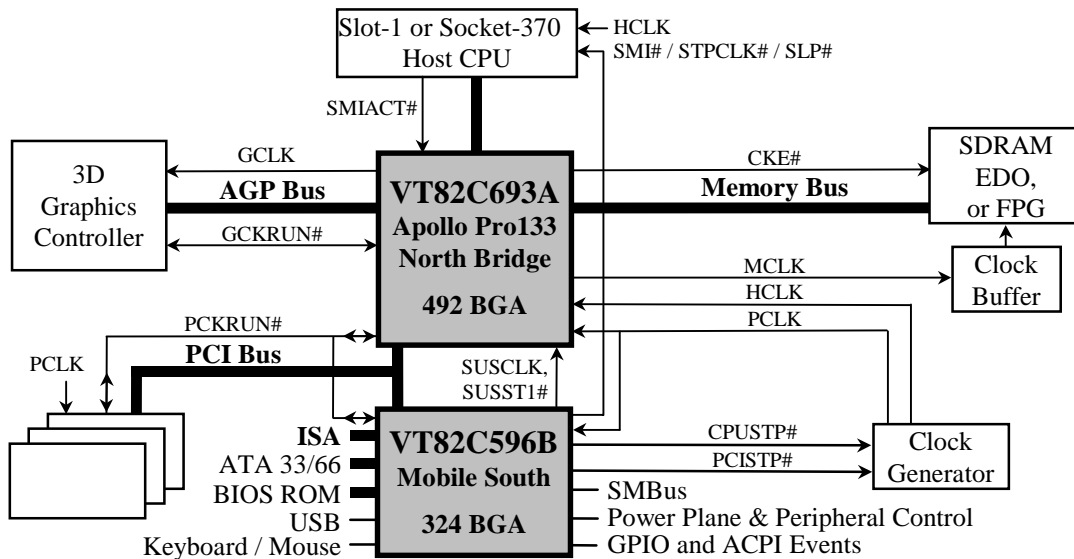 Slot-1 or Socket-370
Host CPU
HCLK
SMI# / STPCLK# / SLP#
SMIACT#
3D
Graphics
Controller
GCLK
AGP Bus
GCKRUN#
VT82C693A
Apollo Pro133
North Bridge
492 BGA
CKE#
Memory Bus
SDRAM
EDO,
or FPG
MCLK
HCLK
PCLK
Clock
Buffer
PCKRUN#
PCI Bus
PCLK
SUSCLK,
SUSST1#
ISA
ATA 33/66
BIOS ROM
USB
Keyboard / Mouse
VT82C596B
Mobile South
324 BGA
CPUSTP#
PCISTP#
Clock
Generator
SMBus
Power Plane & Peripheral Control
GPIO and ACPI Events